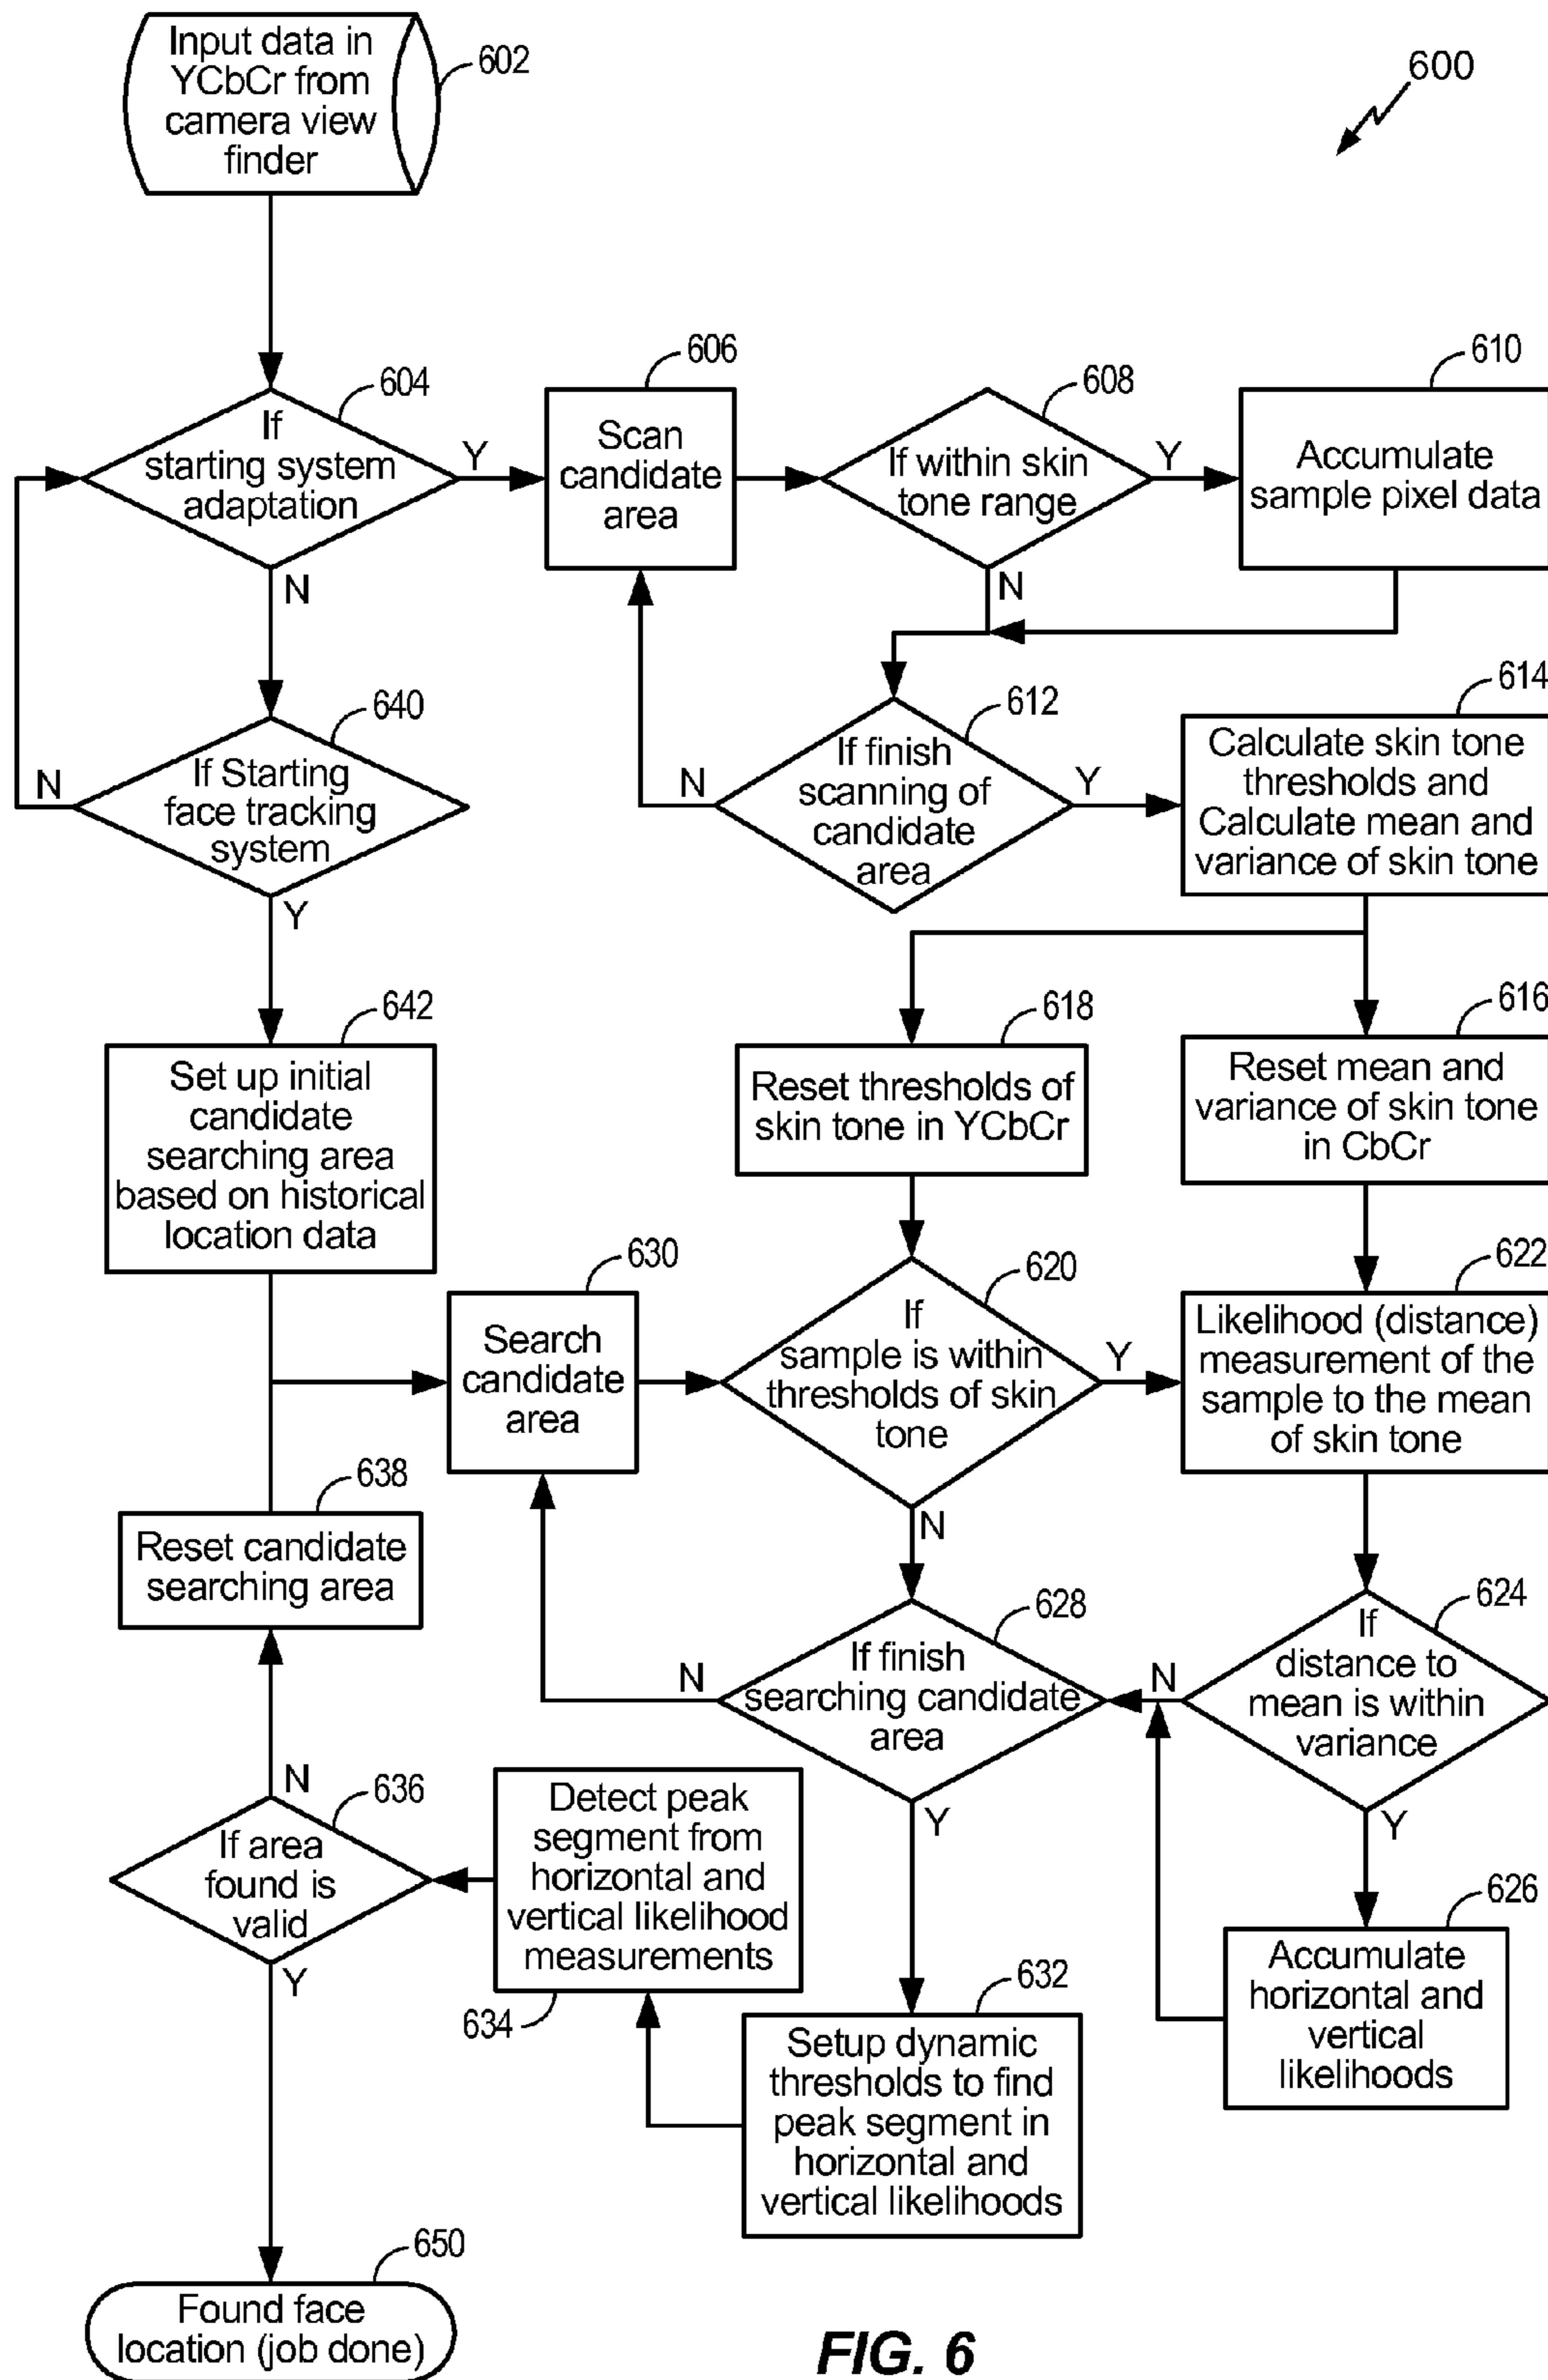 Input data in
YCbCr from
camera view
finder
602
600
604
If
starting system
adaptation
Y
N
606
Scan
candidate
area
608
If within skin
tone range
Y
N
610
Accumulate
sample pixel data
640
If Starting
face tracking
system
N
Y
612
If finish
scanning of
candidate
area
N
Y
614
Calculate skin tone
thresholds and
Calculate mean and
variance of skin tone
642
Set up initial
candidate
searching area
based on historical
location data
618
Reset thresholds of
skin tone in YCbCr
616
Reset mean and
variance of skin tone
in CbCr
630
Search
candidate
area
620
If
sample is within
thresholds of skin
tone
Y
N
622
Likelihood (distance)
measurement of the
sample to the mean
of skin tone
638
Reset candidate
searching area
628
If finish
searching candidate
area
N
Y
624
If
distance to
mean is within
variance
N
Y
636
If area
found is
valid
N
Y
Detect peak
segment from
horizontal and
vertical likelihood
measurements
634
632
Setup dynamic
thresholds to find
peak segment in
horizontal and
vertical likelihoods
626
Accumulate
horizontal and
vertical
likelihoods
650
Found face
location (job done)
FIG. 6